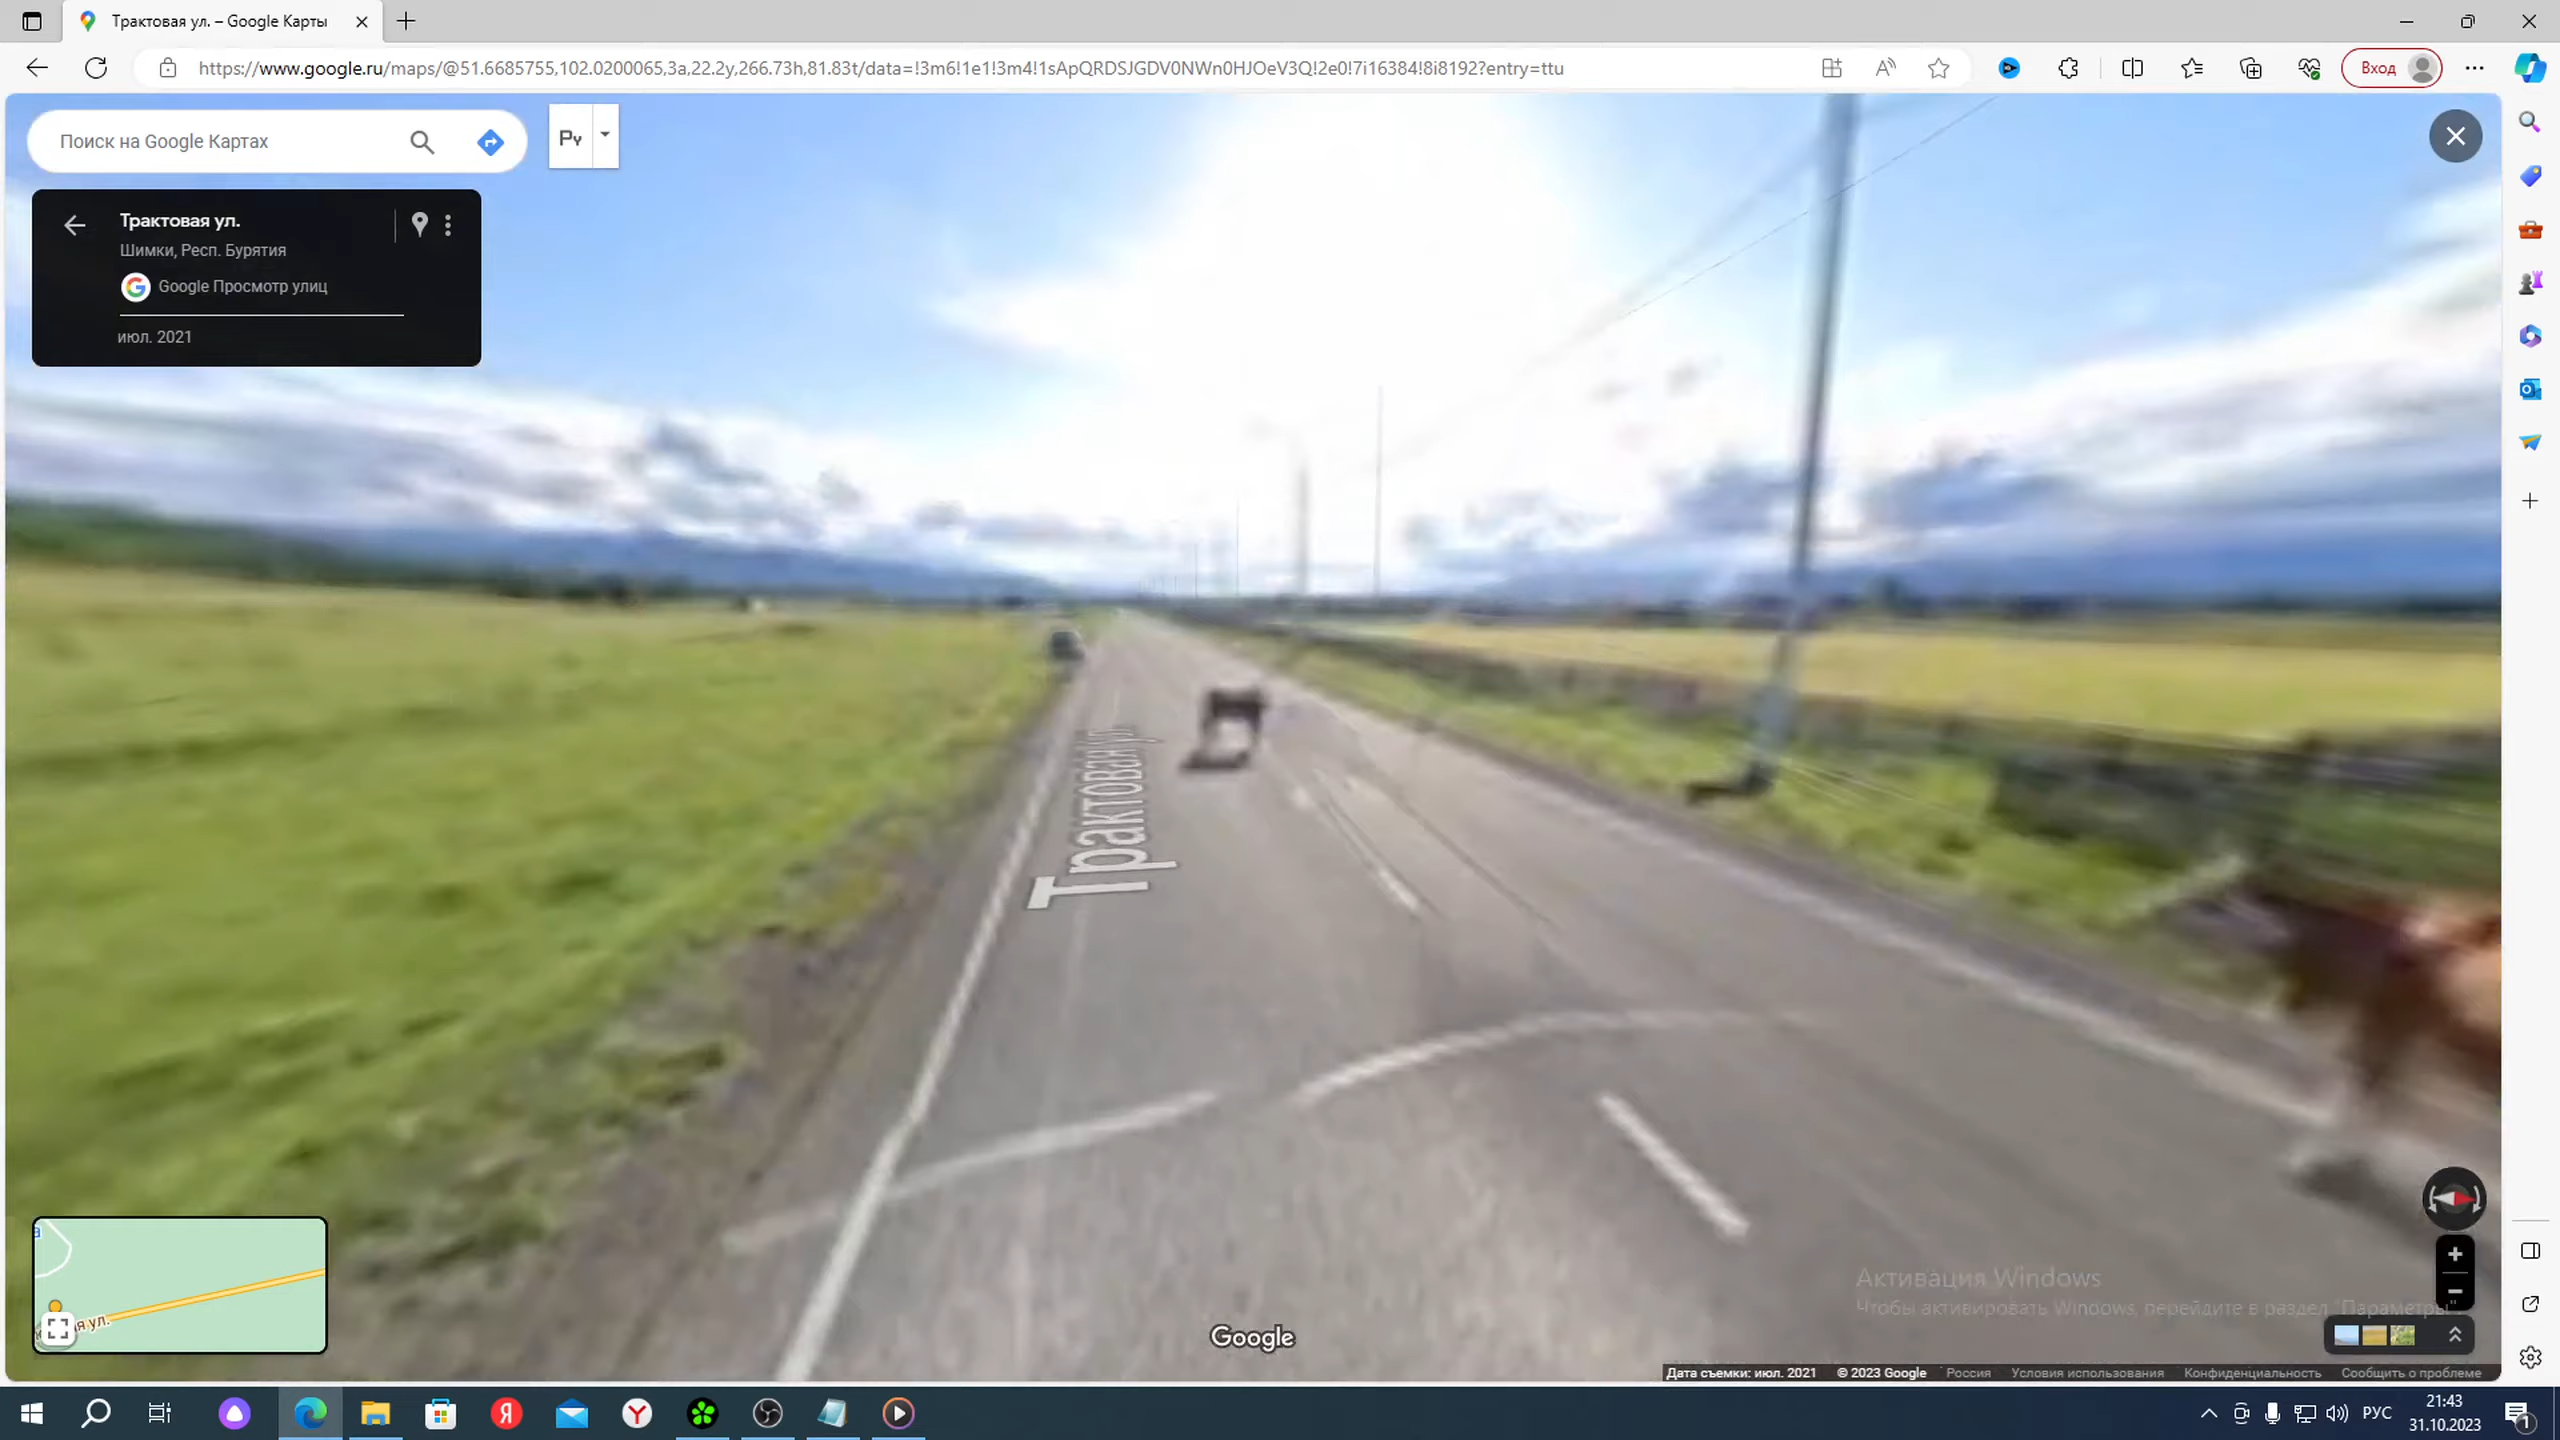 Трактовая ул. – Google Карты
https://www.google.ru/maps/@51.6685755,102.0200065,3a,22.2y,266.73h,81.83t/data=!3m6!1e1!3m4!1sApQRDSJGDV0NWn0HJOeV3Q!2e0!7i16384!8i8192?entry=ttu
Вход
Поиск на Google Картах
Ру
Трактовая ул.
Шимки, Респ. Бурятия
Google Просмотр улиц
июл. 2021
Трактовая ул.
ая ул.
Google
Активация Windows
Чтобы активировать Windows, перейдите в раздел "Параметры".
Дата съемки: июл. 2021 © 2023 Google Россия Условия использования Конфиденциальность Сообщить о проблеме
РУС
21:43
31.10.2023
1